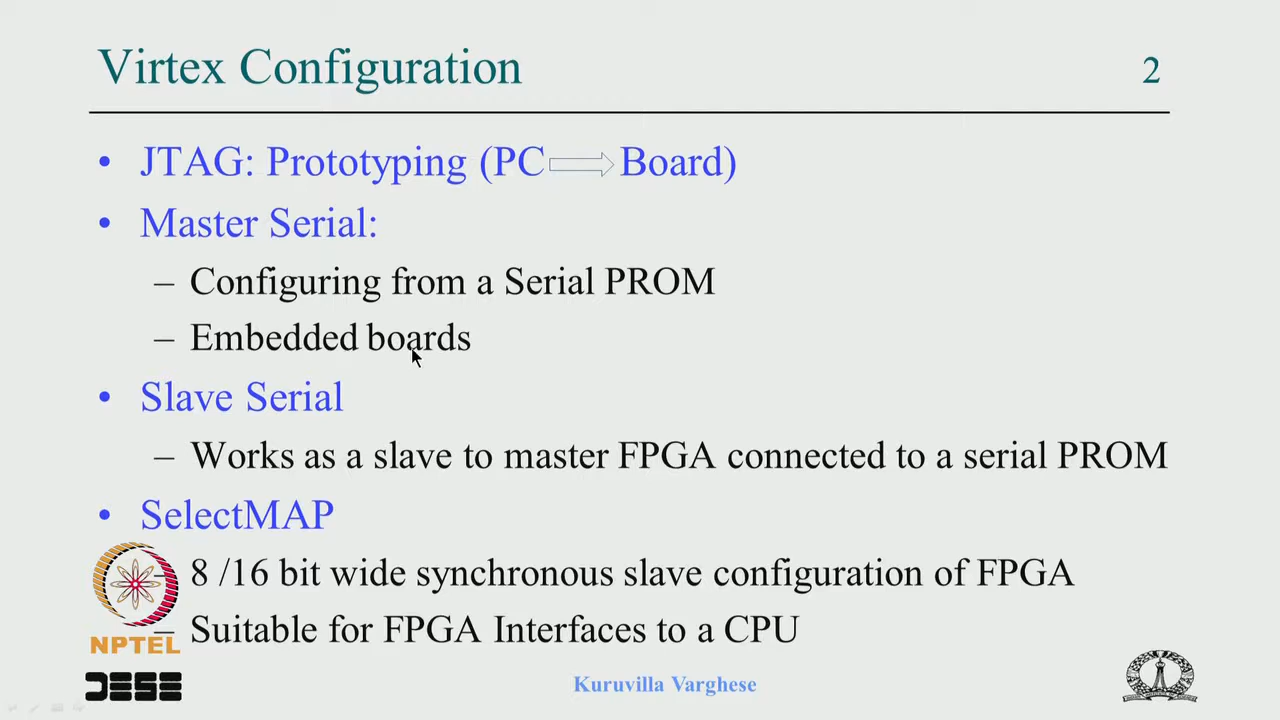 Virtex Configuration 2
• JTAG: Prototyping (PC Board)
• Master Serial:
– Configuring from a Serial PROM
– Embedded boards
• Slave Serial
– Works as a slave to master FPGA connected to a serial PROM
• SelectMAP
– 8 /16 bit wide synchronous slave configuration of FPGA
– Suitable for FPGA Interfaces to a CPU
NPTEL
DESE
Kuruvilla Varghese